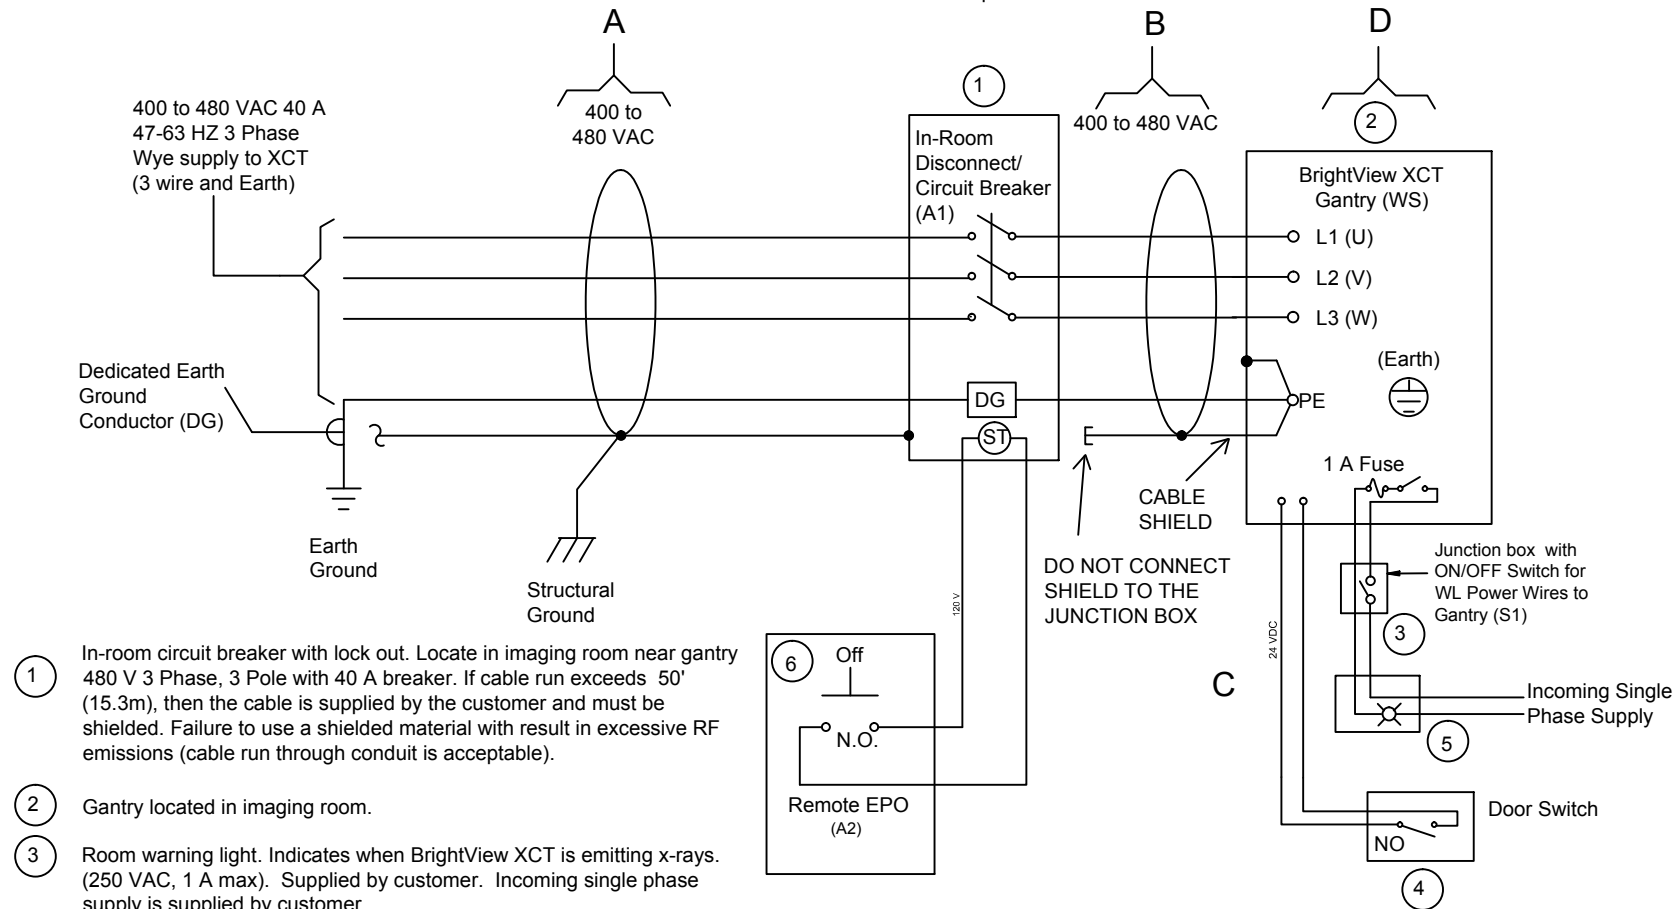 A
B
D
400 to 480 VAC 40 A
47-63 HZ 3 Phase
Wye supply to XCT
(3 wire and Earth)
400 to
480 VAC
1
In-Room
Disconnect/
Circuit Breaker
(A1)
400 to 480 VAC
2
BrightView XCT
Gantry (WS)
L1 (U)
L2 (V)
L3 (W)
(Earth)
PE
Dedicated Earth
Ground
Conductor (DG)
DG
ST
1 A Fuse
Earth
Ground
Structural
Ground
CABLE
SHIELD
DO NOT CONNECT
SHIELD TO THE
JUNCTION BOX
Junction box with
ON/OFF Switch for
WL Power Wires to
Gantry (S1)
3
120 V
24 VDC
C
6
Off
N.O.
Remote EPO
(A2)
Incoming Single
Phase Supply
5
Door Switch
NO
4
1
In-room circuit breaker with lock out. Locate in imaging room near gantry
480 V 3 Phase, 3 Pole with 40 A breaker. If cable run exceeds 50'
(15.3m), then the cable is supplied by the customer and must be
shielded. Failure to use a shielded material with result in excessive RF
emissions (cable run through conduit is acceptable).
2
Gantry located in imaging room.
3
Room warning light. Indicates when BrightView XCT is emitting x-rays.
(250 VAC, 1 A max). Supplied by customer. Incoming single phase
supply is supplied by customer